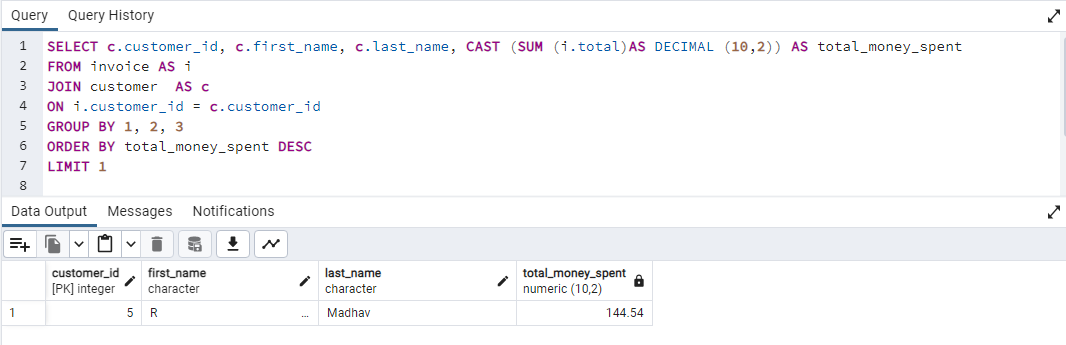 Query Query History
1 SELECT c.customer_id, c.first_name, c.last_name, CAST (SUM (i.total)AS DECIMAL (10,2)) AS total_money_spent
2 FROM invoice AS i
3 JOIN customer  AS c
4 ON i.customer_id = c.customer_id
5 GROUP BY 1, 2, 3
6 ORDER BY total_money_spent DESC
7 LIMIT 1
8
Data Output Messages Notifications
customer_id first_name last_name total_money_spent
[PK] integer character character numeric (10,2)
1 5 R ... Madhav 144.54